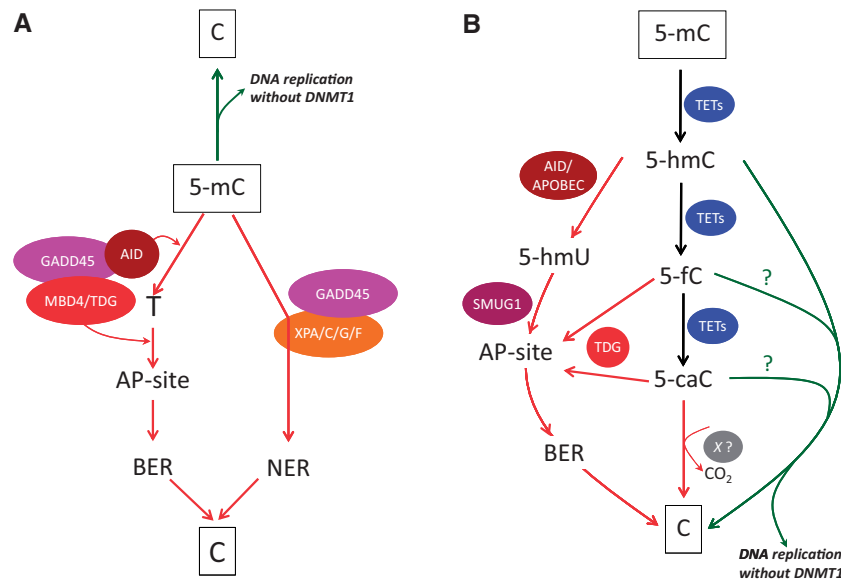 A
C
DNA replication
without DNMT1
5-mC
AID
GADD45
MBD4/TDG
T
GADD45
XPA/C/G/F
AP-site
BER
NER
C
B
5-mC
TETs
5-hmC
AID/
APOBEC
TETs
5-hmU
5-fC
?
SMUG1
TETs
TDG
AP-site
5-caC
?
X ?
BER
CO2
C
DNA replication
without DNMT1